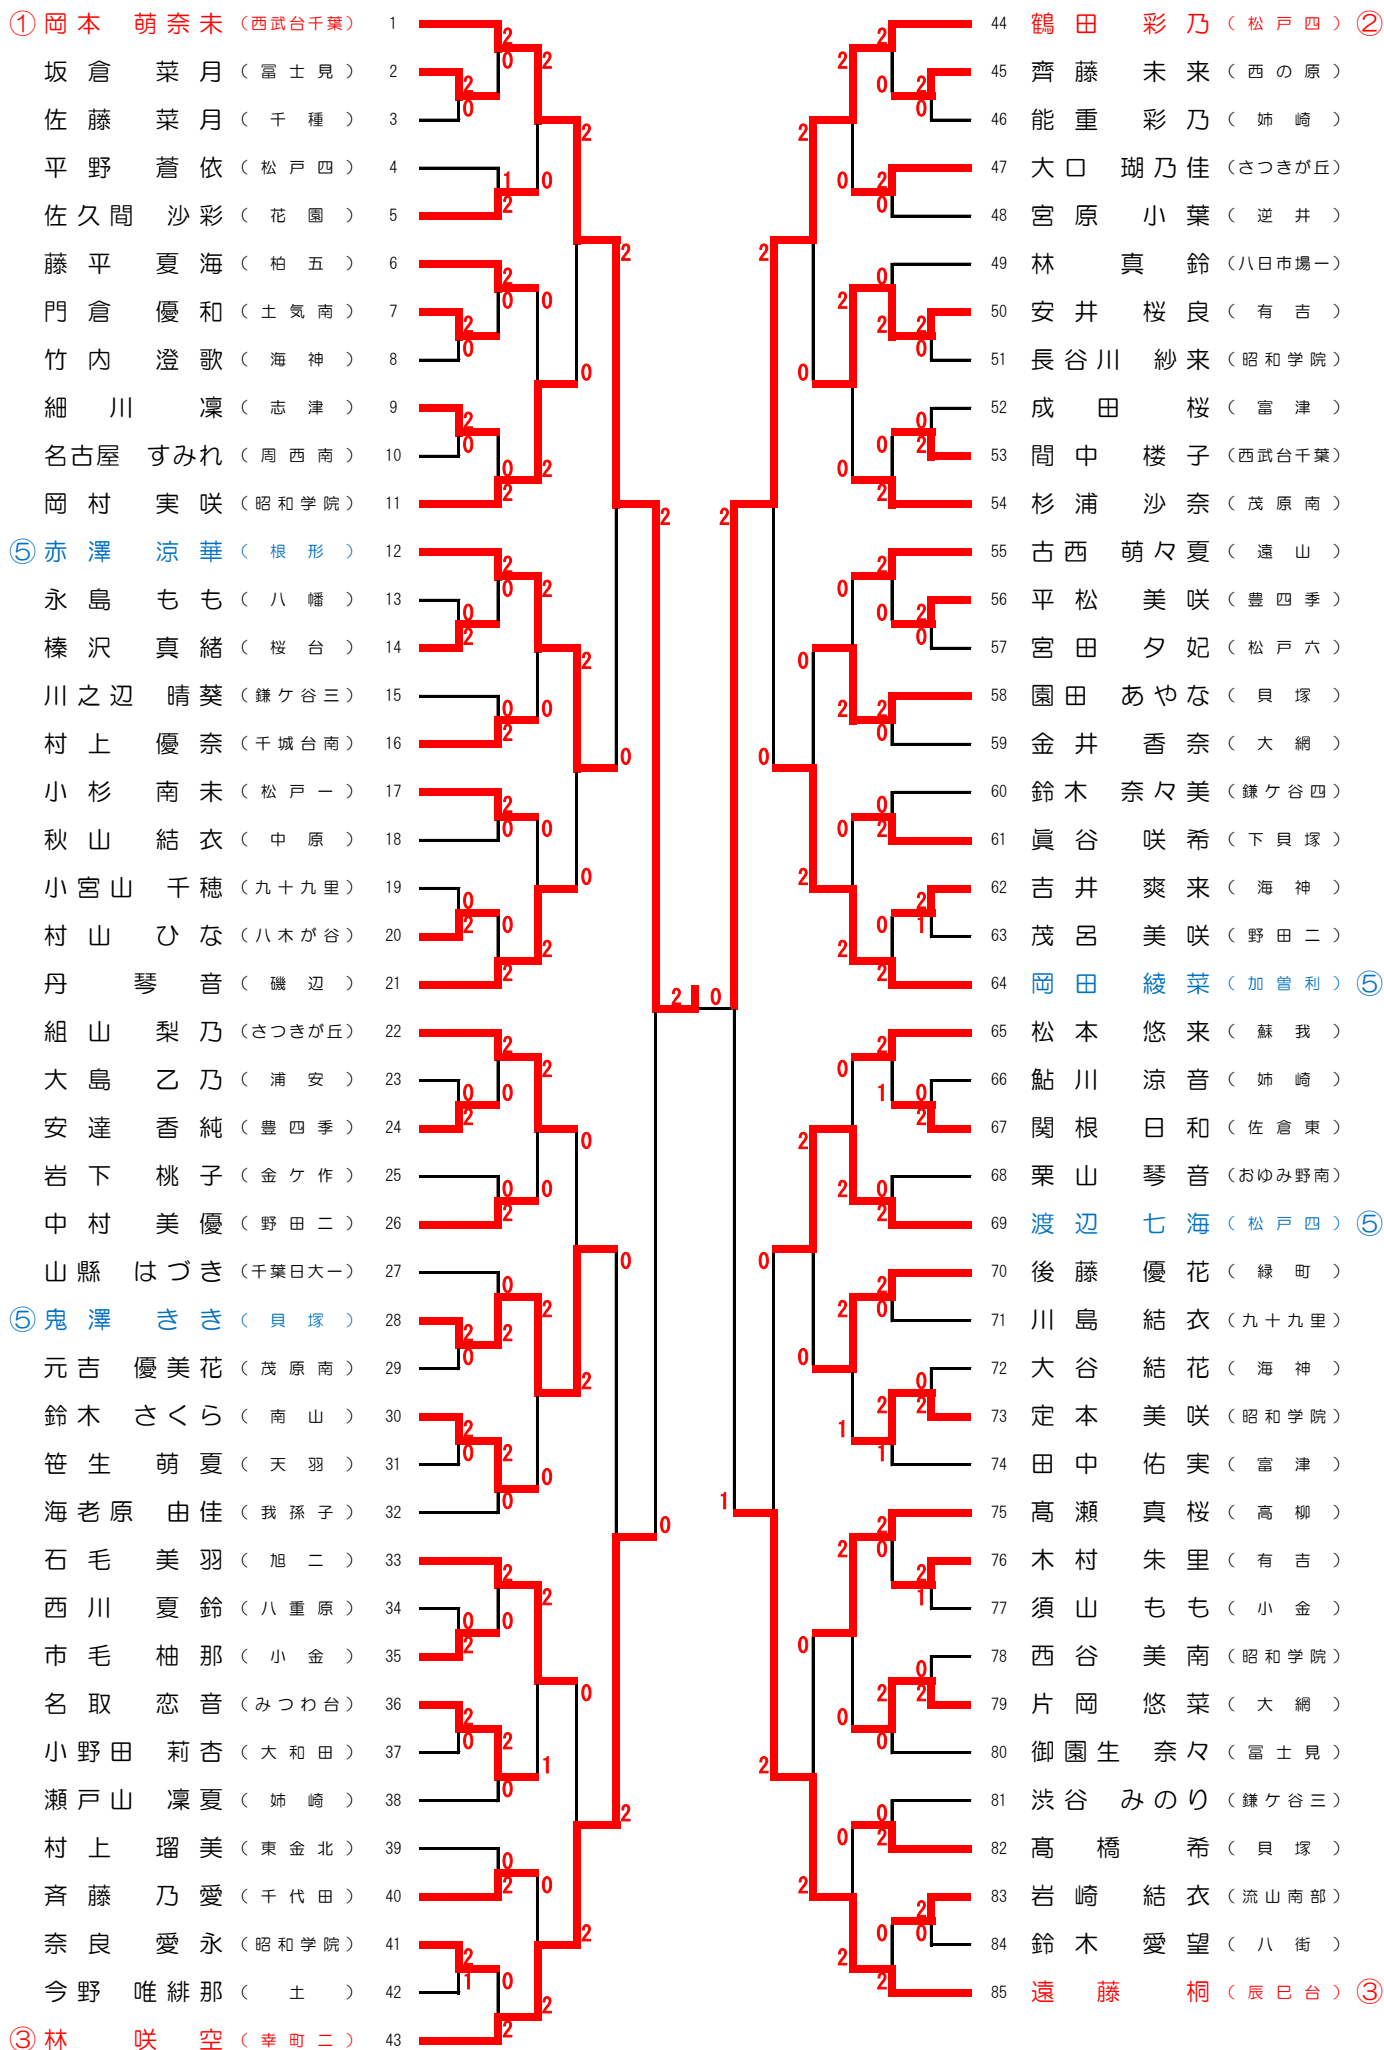 ① 岡本 萌奈未 (西武台千葉) 1
坂倉 菜月 (冨士見) 2
佐藤 菜月 (千種) 3
平野 蒼依 (松戸四) 4
佐久間 沙彩 (花園) 5
藤平 夏海 (柏五) 6
門倉 優和 (土気南) 7
竹内 澄歌 (海神) 8
細川 凜 (志津) 9
名古屋 すみれ (周西南) 10
岡村 実咲 (昭和学院) 11
⑤ 赤澤 涼華 (根形) 12
永島 もも (八幡) 13
榛沢 真緒 (桜台) 14
川之辺 晴葵 (鎌ケ谷三) 15
村上 優奈 (千城台南) 16
小杉 南未 (松戸一) 17
秋山 結衣 (中原) 18
小宮山 千穂 (九十九里) 19
村山 ひな (八木が谷) 20
丹 琴音 (磯辺) 21
組山 梨乃 (さつきが丘) 22
大島 乙乃 (浦安) 23
安達 香純 (豊四季) 24
岩下 桃子 (金ケ作) 25
中村 美優 (野田二) 26
山縣 はづき (千葉日大一) 27
⑤ 鬼澤 きき (貝塚) 28
元吉 優美花 (茂原南) 29
鈴木 さくら (南山) 30
笹生 萌夏 (天羽) 31
海老原 由佳 (我孫子) 32
石毛 美羽 (旭二) 33
西川 夏鈴 (八重原) 34
市毛 柚那 (小金) 35
名取 恋音 (みつわ台) 36
小野田 莉杏 (大和田) 37
瀬戸山 凜夏 (姉崎) 38
村上 瑠美 (東金北) 39
斉藤 乃愛 (千代田) 40
奈良 愛永 (昭和学院) 41
今野 唯緋那 (土) 42
③ 林 咲空 (幸町二) 43
44 鶴田 彩乃 (松戸四) ②
45 齊藤 未来 (西の原)
46 能重 彩乃 (姉崎)
47 大口 瑚乃佳 (さつきが丘)
48 宮原 小葉 (逆井)
49 林 真鈴 (八日市場一)
50 安井 桜良 (有吉)
51 長谷川 紗来 (昭和学院)
52 成田 桜 (富津)
53 間中 楼子 (西武台千葉)
54 杉浦 沙奈 (茂原南)
55 古西 萌々夏 (遠山)
56 平松 美咲 (豊四季)
57 宮田 夕妃 (松戸六)
58 園田 あやな (貝塚)
59 金井 香奈 (大網)
60 鈴木 奈々美 (鎌ケ谷四)
61 眞谷 咲希 (下貝塚)
62 吉井 爽来 (海神)
63 茂呂 美咲 (野田二)
64 岡田 綾菜 (加曽利) ⑤
65 松本 悠来 (蘇我)
66 鮎川 涼音 (姉崎)
67 関根 日和 (佐倉東)
68 栗山 琴音 (おゆみ野南)
69 渡辺 七海 (松戸四) ⑤
70 後藤 優花 (緑町)
71 川島 結衣 (九十九里)
72 大谷 結花 (海神)
73 定本 美咲 (昭和学院)
74 田中 佑実 (富津)
75 髙瀬 真桜 (高柳)
76 木村 朱里 (有吉)
77 須山 もも (小金)
78 西谷 美南 (昭和学院)
79 片岡 悠菜 (大網)
80 御園生 奈々 (冨士見)
81 渋谷 みのり (鎌ケ谷三)
82 髙橋 希 (貝塚)
83 岩崎 結衣 (流山南部)
84 鈴木 愛望 (八街)
85 遠藤 桐 (辰巳台) ③
2 0